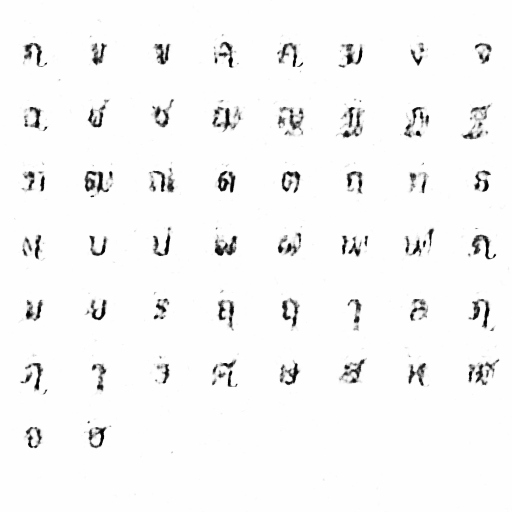 ก ข ฃ ค ฅ ฆ ง จ
ฉ ช ซ ฌ ญ ฎ ฏ ฐ
ฑ ฒ ณ ด ต ถ ท ธ
น บ ป ผ ฝ พ ฟ ภ
ม ย ร ฤ ฤ ล ฦ
ฦ ว ศ ษ ส ห ฬ
อ ฮ